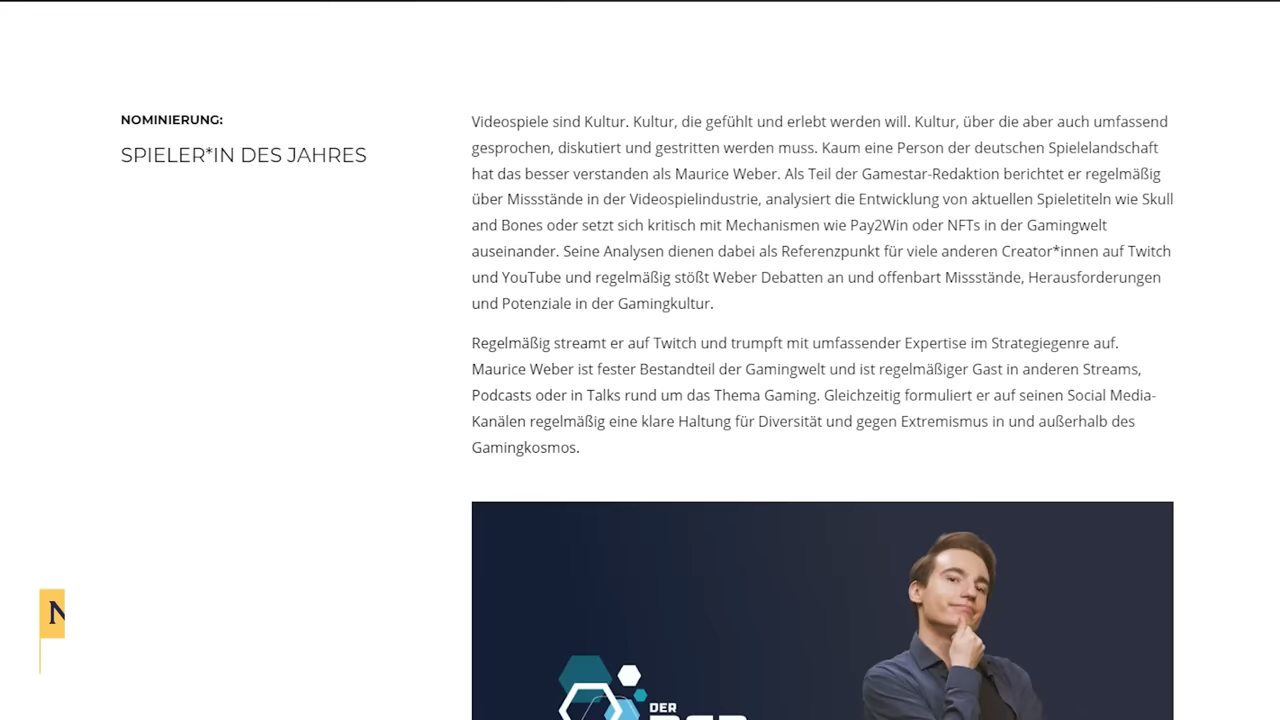 NOMINIERUNG:
SPIELER*IN DES JAHRES
Videospiele sind Kultur. Kultur, die gefühlt und erlebt werden will. Kultur, über die aber auch umfassend
gesprochen, diskutiert und gestritten werden muss. Kaum eine Person der deutschen Spielelandschaft
hat das besser verstanden als Maurice Weber. Als Teil der Gamestar-Redaktion berichtet er regelmäßig
über Missstände in der Videospielindustrie, analysiert die Entwicklung von aktuellen Spieletiteln wie Skull
and Bones oder setzt sich kritisch mit Mechanismen wie Pay2Win oder NFTs in der Gamingwelt
auseinander. Seine Analysen dienen dabei als Referenzpunkt für viele anderen Creator*innen auf Twitch
und YouTube und regelmäßig stößt Weber Debatten an und offenbart Missstände, Herausforderungen
und Potenziale in der Gamingkultur.
Regelmäßig streamt er auf Twitch und trumpft mit umfassender Expertise im Strategiegenre auf.
Maurice Weber ist fester Bestandteil der Gamingwelt und ist regelmäßiger Gast in anderen Streams,
Podcasts oder in Talks rund um das Thema Gaming. Gleichzeitig formuliert er auf seinen Social Media-
Kanälen regelmäßig eine klare Haltung für Diversität und gegen Extremismus in und außerhalb des
Gamingkosmos.
N
DER